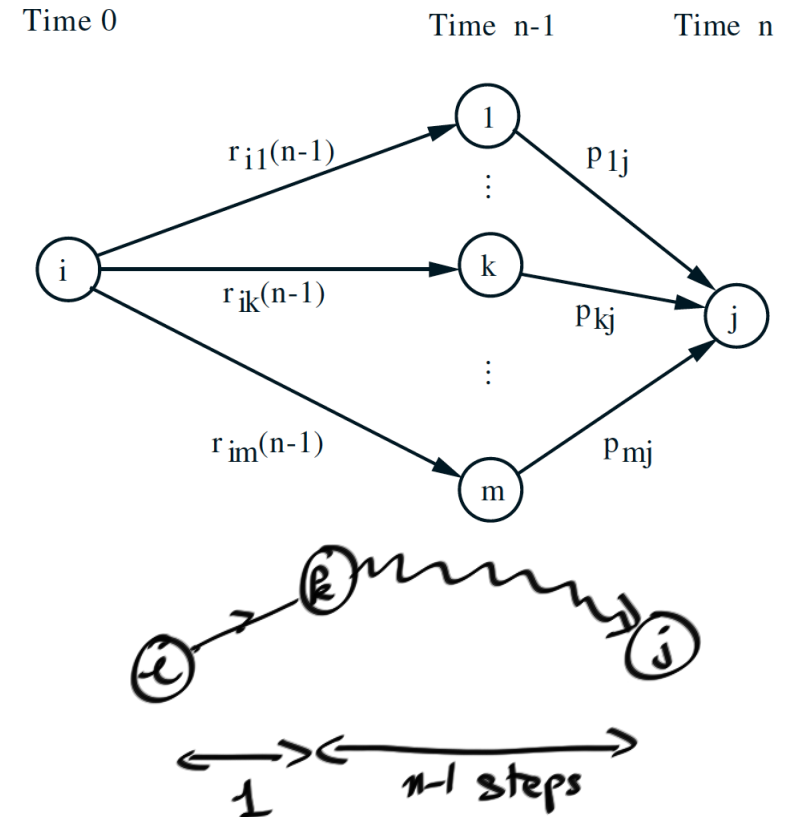 Time 0 Time n-1 Time n
1
r i1(n-1) p 1j
⋮
i k
r ik(n-1) p kj j
⋮
r im(n-1) p mj
m
k
i j
1 n-1 steps